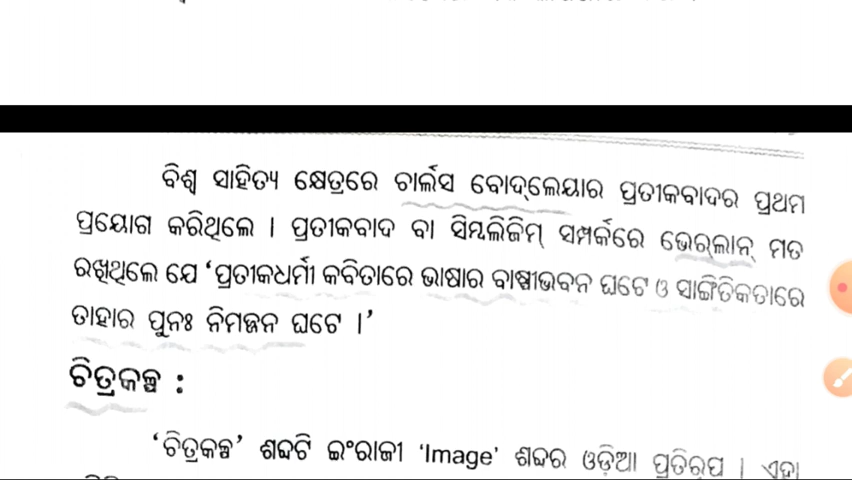 ବିଶ୍ୱ ସାହିତ୍ୟ କ୍ଷେତ୍ରରେ ଚାର୍ଲସ ବୋଦ୍‌ଲେୟାର ପ୍ରତୀକବାଦର ପ୍ରଥମ
ପ୍ରୟୋଗ କରିଥିଲେ । ପ୍ରତୀକବାଦ ବା ସିମ୍ବଲିଜିମ୍ ସମ୍ପର୍କରେ ଭେର୍‌ଲାନ୍ ମତ
ରଖିଥିଲେ ଯେ ‘ପ୍ରତୀକଧର୍ମୀ କବିତାରେ ଭାଷାର ବାଷ୍ପୀଭବନ ଘଟେ ଓ ସାଙ୍ଗିତିକତାରେ
ତାହାର ପୁନଃ ନିମଜ୍ଜନ ଘଟେ ।’
ଚିତ୍ରକଳ୍ପ :
‘ଚିତ୍ରକଳ୍ପ’ ଶବ୍ଦଟି ଇଂରାଜୀ ‘Image’ ଶବ୍ଦର ଓଡ଼ିଆ ପ୍ରତିରୂପ । ଏହା